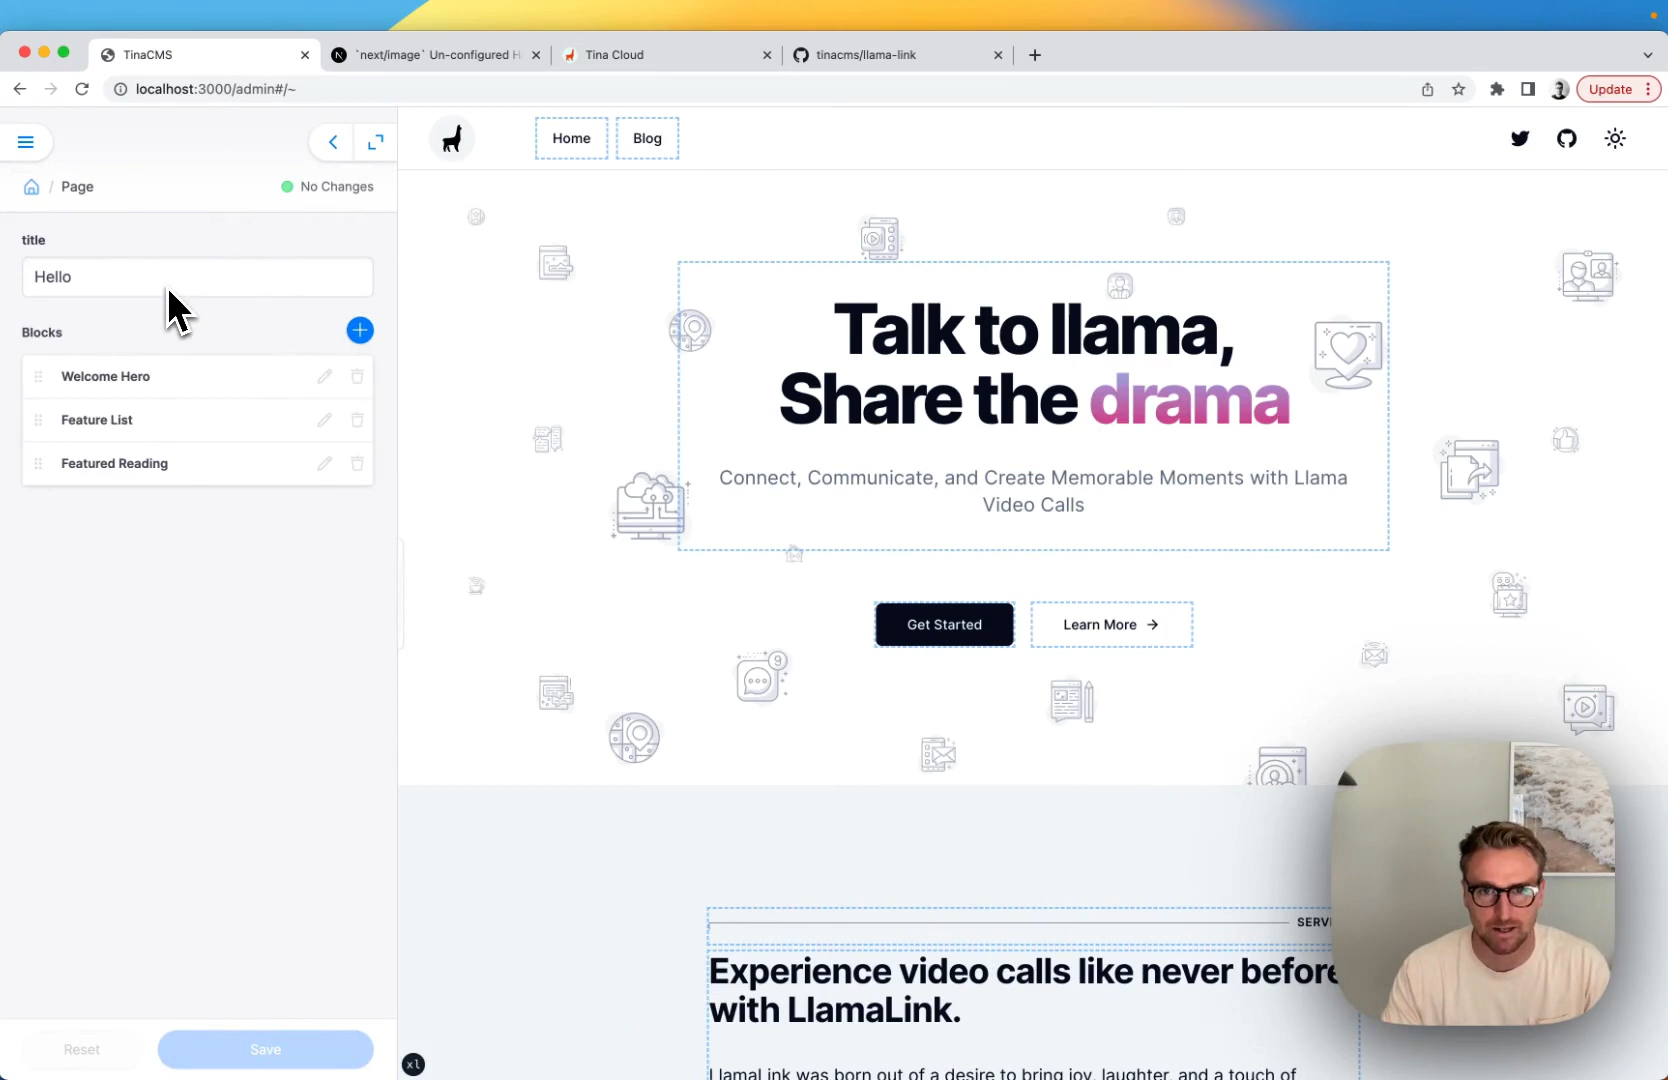 TinaCMS
`next/image` Un-configured H
Tina Cloud
tinacms/llama-link
localhost:3000/admin#/~
Update
Home
Blog
Page
No Changes
title
Hello
Blocks
Welcome Hero
Feature List
Featured Reading
Talk to llama,
Share the drama
Connect, Communicate, and Create Memorable Moments with Llama
Video Calls
Get Started
Learn More →
9
SERV
Experience video calls like never before
with LlamaLink.
LlamaLink was born out of a desire to bring joy, laughter, and a touch of
Reset
Save
xl